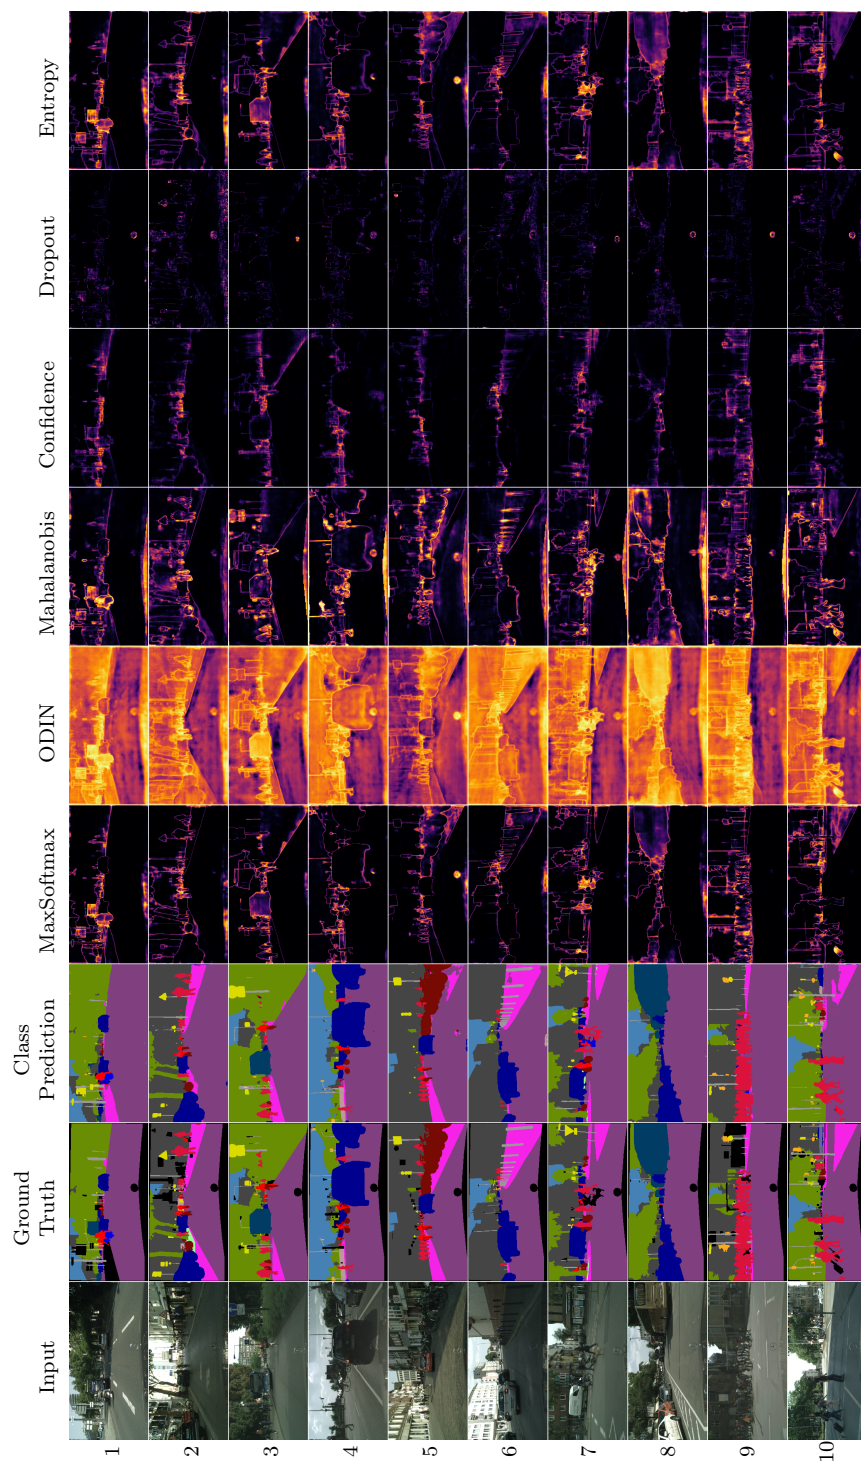 Input
Ground
Truth
Class
Prediction
MaxSoftmax
ODIN
Mahalanobis
Confidence
Dropout
Entropy
1
2
3
4
5
6
7
8
9
10